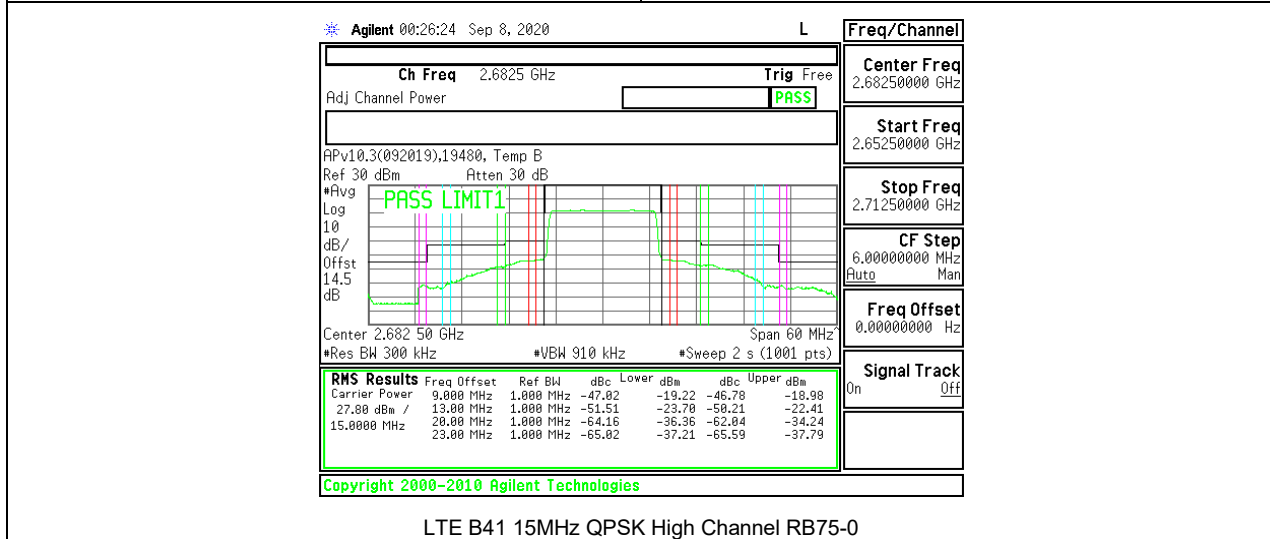 Agilent 00:26:24 Sep 8, 2020 L
Freq/Channel
Ch Freq 2.6825 GHz Trig Free
Adj Channel Power PASS
APv10.3(092019),19480, Temp B
Ref 30 dBm Atten 30 dB
#Avg
Log
10
dB/
Offst
14.5
dB
PASS LIMIT1
Center 2.682 50 GHz Span 60 MHz^
#Res BW 300 kHz #VBW 910 kHz #Sweep 2 s (1001 pts)
RMS Results Freq Offset Ref BW dBc Lower dBm dBc Upper dBm
Carrier Power 9.000 MHz 1.000 MHz -47.02 -19.22 -46.78 -18.98
27.80 dBm / 13.00 MHz 1.000 MHz -51.51 -23.70 -50.21 -22.41
15.0000 MHz 20.00 MHz 1.000 MHz -64.16 -36.36 -62.04 -34.24
23.00 MHz 1.000 MHz -65.02 -37.21 -65.59 -37.79
Center Freq
2.68250000 GHz
Start Freq
2.65250000 GHz
Stop Freq
2.71250000 GHz
CF Step
6.00000000 MHz
Auto Man
Freq Offset
0.00000000 Hz
Signal Track
On Off
Copyright 2000-2010 Agilent Technologies
LTE B41 15MHz QPSK High Channel RB75-0